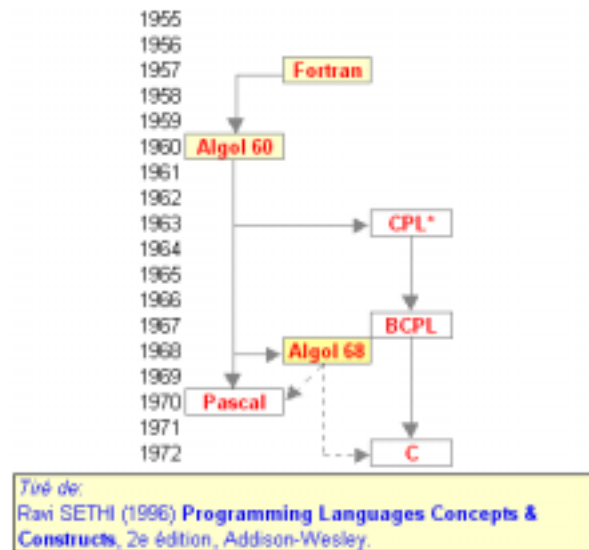 1955
1956
1957 Fortran
1958
1959
1960 Algol 60
1961
1962
1963 CPL*
1964
1965
1966
1967 BCPL
1968 Algol 68
1969
1970 Pascal
1971
1972 C
Tiré de:
Ravi SETHI (1996) Programming Languages Concepts &
Constructs, 2e édition, Addison-Wesley.